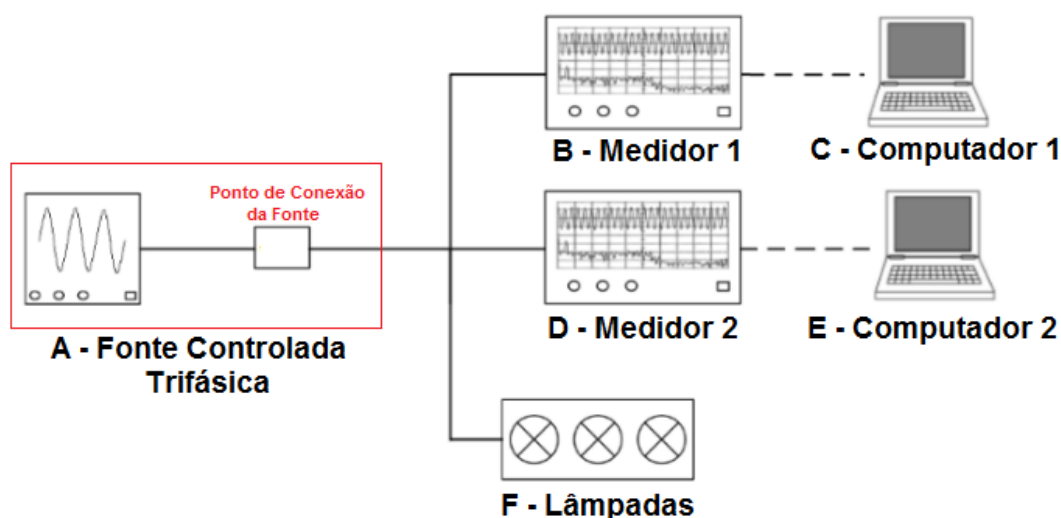 B - Medidor 1
C - Computador 1
Ponto de Conexão
da Fonte
A - Fonte Controlada
Trifásica
D - Medidor 2
E - Computador 2
F - Lâmpadas